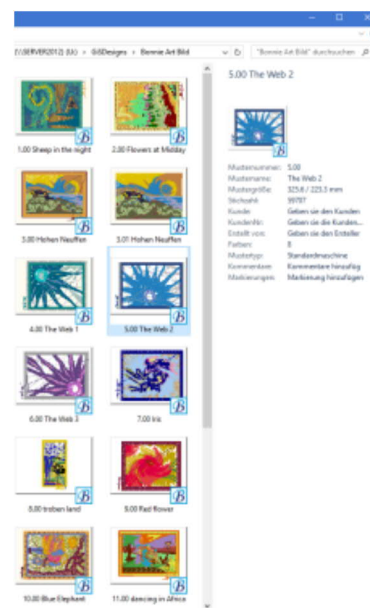 (\\SERVER2012) (U:) › GiSDesigns › Bonnie Art Bild
"Bonnie Art Bild" durchsuchen
5.00 The Web 2
1.00 Sheep in the night
2.00 Flowers at Midday
3.00 Hohen Neuffen
3.01 Hohen Neuffen
4.00 The Web 1
5.00 The Web 2
6.00 The Web 3
7.00 Iris
8.00 troben land
9.00 Red flower
10.00 Blue Elephant
11.00 dancing in Africa
Musternummer: 5.00
Mustername: The Web 2
Mustergröße: 325.6 / 223.3 mm
Stichzahl: 99787
Kunde: Geben sie den Kunden
KundenNr: Geben sie die Kunden...
Erstellt von: Geben sie den Ersteller
Farben: 8
Mustertyp: Standardmaschine
Kommentare: Kommentare hinzufüg
Markierungen: Markierung hinzufügen